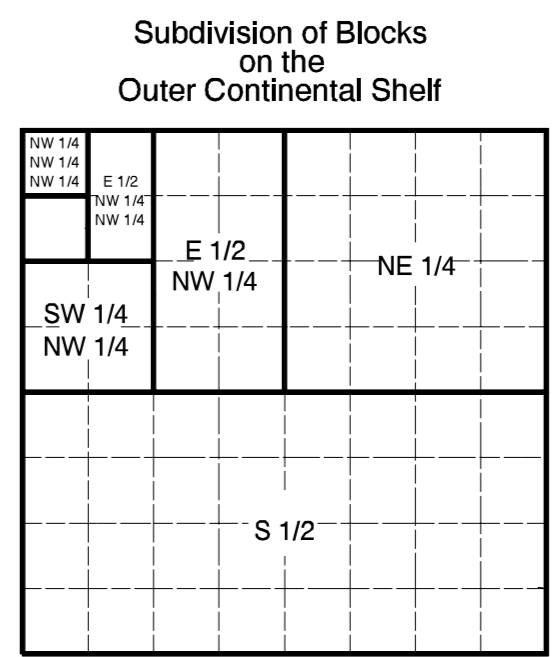 Subdivision of Blocks
on the
Outer Continental Shelf
NW 1/4
NW 1/4
NW 1/4
E 1/2
NW 1/4
NW 1/4
E 1/2
NW 1/4
NE 1/4
SW 1/4
NW 1/4
S 1/2